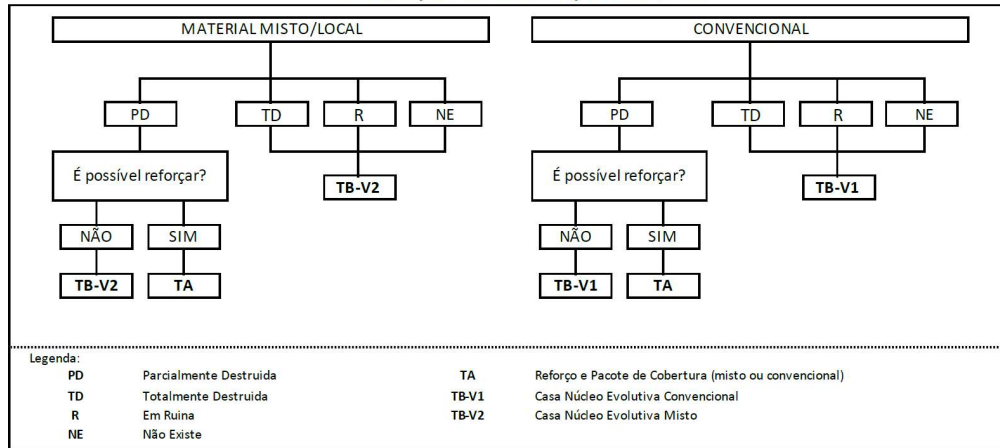 MATERIAL MISTO/LOCAL
PD TD R NE
É possível reforçar?
TB-V2
NÃO SIM
TB-V2 TA
CONVENCIONAL
PD TD R NE
É possível reforçar?
TB-V1
NÃO SIM
TB-V1 TA
Legenda:
PD Parcialmente Destruida
TD Totalmente Destruida
R Em Ruina
NE Não Existe
TA Reforço e Pacote de Cobertura (misto ou convencional)
TB-V1 Casa Núcleo Evolutiva Convencional
TB-V2 Casa Núcleo Evolutiva Misto